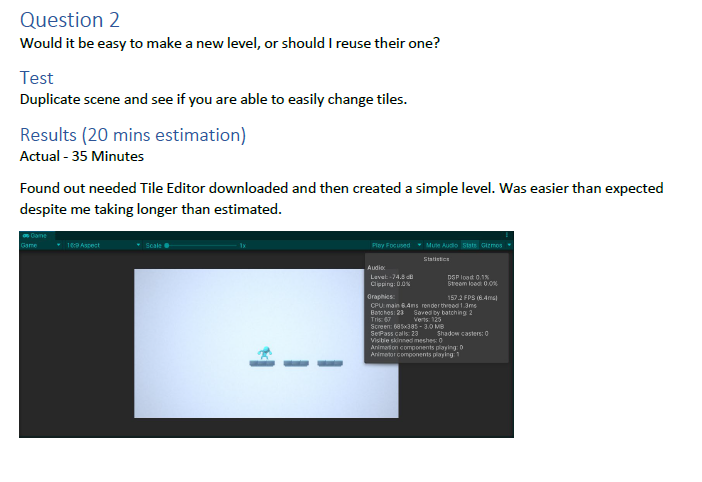 Question 2
Would it be easy to make a new level, or should I reuse their one?
Test
Duplicate scene and see if you are able to easily change tiles.
Results (20 mins estimation)
Actual - 35 Minutes
Found out needed Tile Editor downloaded and then created a simple level. Was easier than expected
despite me taking longer than estimated.
Game
Game 16:9 Aspect Scale 1x Play Focused Mute Audio Stats Gizmos
Statistics
Audio:
Level: -74.8 dB DSP load: 0.1%
Clipping: 0.0% Stream load: 0.0%
Graphics: 157.2 FPS (6.4ms)
CPU: main 6.4ms render thread 1.3ms
Batches: 23 Saved by batching: 2
Tris: 67 Verts: 125
Screen: 685x385 - 3.0 MB
SetPass calls: 23 Shadow casters: 0
Visible skinned meshes: 0
Animation components playing: 0
Animator components playing: 1